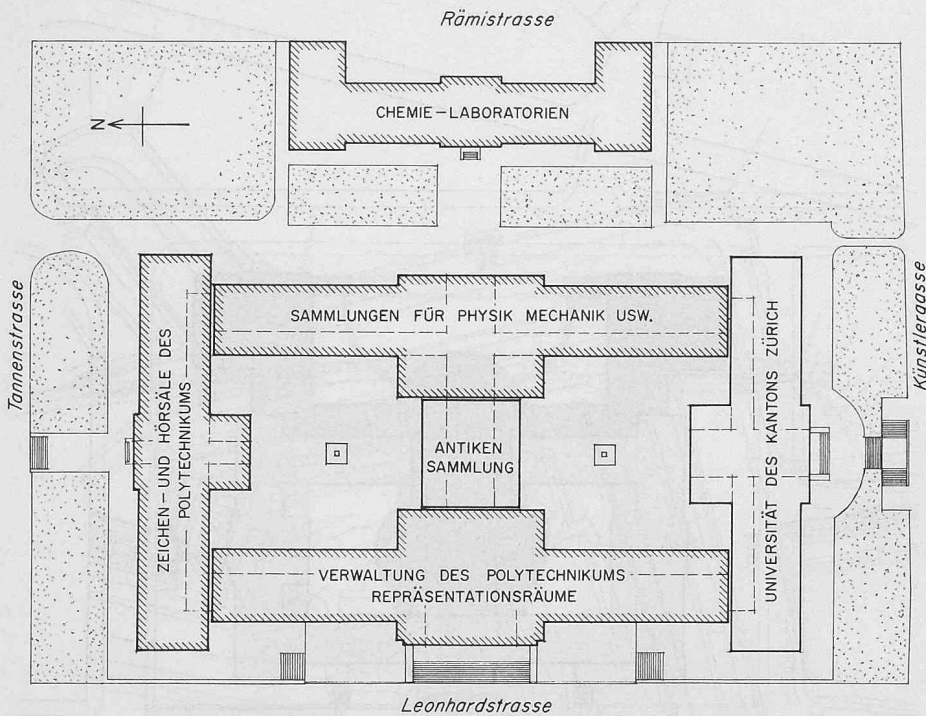 Rämistrasse
CHEMIE-LABORATORIEN
N
Tannenstrasse
Künstlergasse
SAMMLUNGEN FÜR PHYSIK MECHANIK USW.
ZEICHEN- UND HÖRSÄLE DES
POLYTECHNIKUMS
ANTIKEN
SAMMLUNG
UNIVERSITÄT DES KANTONS ZÜRICH
VERWALTUNG DES POLYTECHNIKUMS
REPRÄSENTATIONSRÄUME
Leonhardstrasse